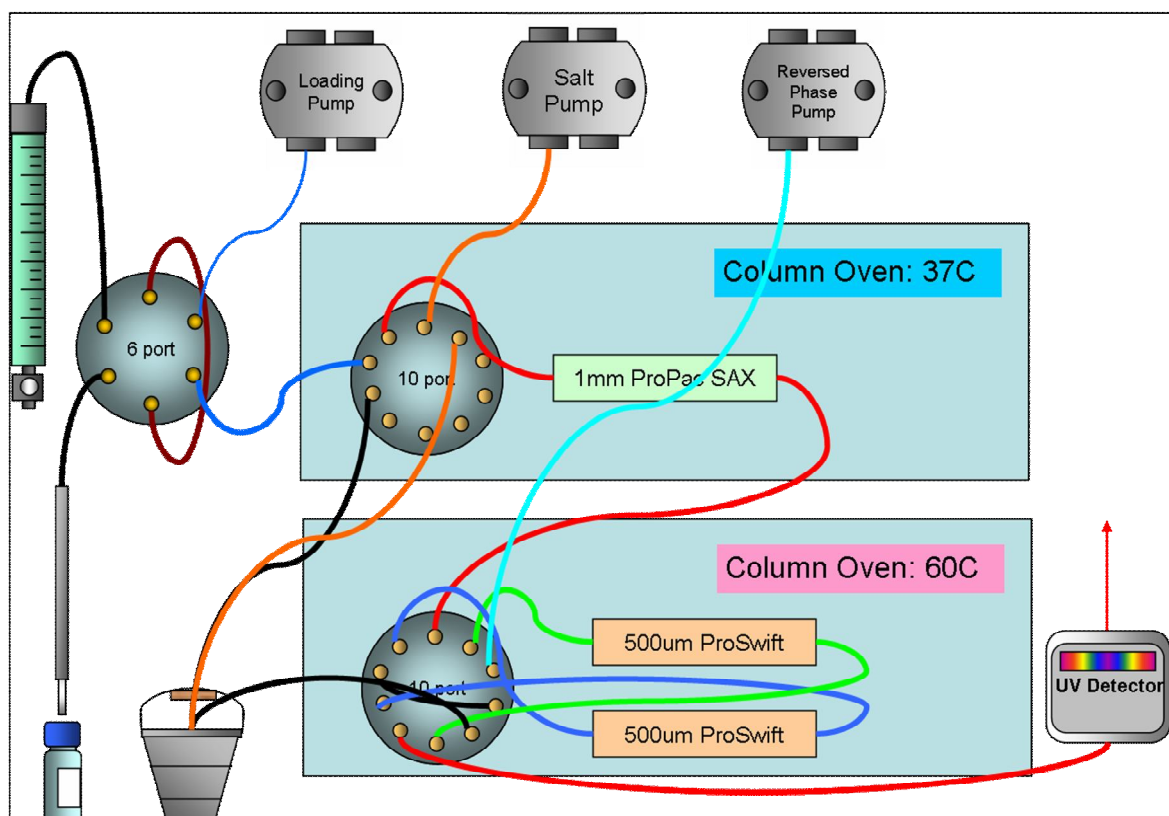 Loading
Pump
Salt
Pump
Reversed
Phase
Pump
Column Oven: 37C
6 port
10 port
1mm ProPac SAX
Column Oven: 60C
500um ProSwift
10 port
UV Detector
500um ProSwift